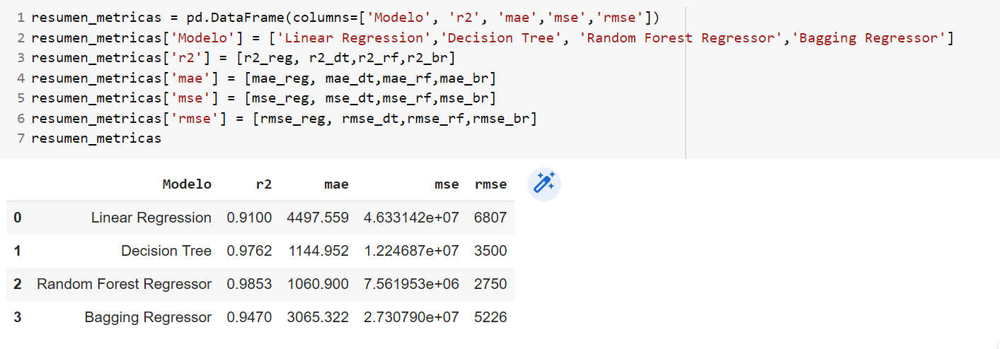 1 resumen_metricas = pd.DataFrame(columns=['Modelo', 'r2', 'mae','mse','rmse'])
2 resumen_metricas['Modelo'] = ['Linear Regression','Decision Tree', 'Random Forest Regressor','Bagging Regressor']
3 resumen_metricas['r2'] = [r2_reg, r2_dt,r2_rf,r2_br]
4 resumen_metricas['mae'] = [mae_reg, mae_dt,mae_rf,mae_br]
5 resumen_metricas['mse'] = [mse_reg, mse_dt,mse_rf,mse_br]
6 resumen_metricas['rmse'] = [rmse_reg, rmse_dt,rmse_rf,rmse_br]
7 resumen_metricas
Modelo r2 mae mse rmse
0 Linear Regression 0.9100 4497.559 4.633142e+07 6807
1 Decision Tree 0.9762 1144.952 1.224687e+07 3500
2 Random Forest Regressor 0.9853 1060.900 7.561953e+06 2750
3 Bagging Regressor 0.9470 3065.322 2.730790e+07 5226